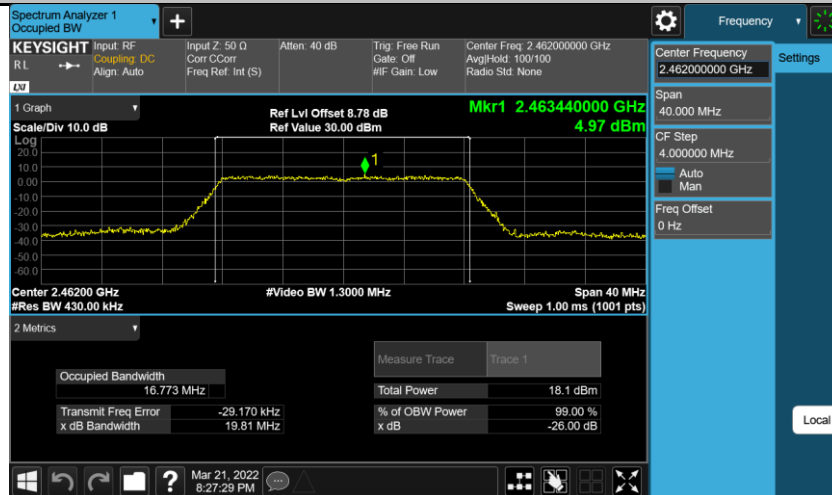 Spectrum Analyzer 1
Occupied BW
+
Frequency
KEYSIGHT Input: RF Input Z: 50 Ω Atten: 40 dB Trig: Free Run Center Freq: 2.462000000 GHz
RL Coupling: DC Corr CCorr Gate: Off Avg|Hold: 100/100
Align: Auto Freq Ref: Int (S) #IF Gain: Low Radio Std: None
LXI
Center Frequency
2.462000000 GHz
Settings
Span
40.000 MHz
CF Step
4.000000 MHz
Auto
Man
Freq Offset
0 Hz
Local
1 Graph
Ref Lvl Offset 8.78 dB
Mkr1 2.463440000 GHz
Scale/Div 10.0 dB Ref Value 30.00 dBm 4.97 dBm
Log
20.0
10.0
0.00
-10.0
-20.0
-30.0
-40.0
-50.0
-60.0
1
Center 2.46200 GHz #Video BW 1.3000 MHz Span 40 MHz
#Res BW 430.00 kHz Sweep 1.00 ms (1001 pts)
2 Metrics
Measure Trace Trace 1
Occupied Bandwidth
16.773 MHz Total Power 18.1 dBm
Transmit Freq Error -29.170 kHz % of OBW Power 99.00 %
x dB Bandwidth 19.81 MHz x dB -26.00 dB
? Mar 21, 2022
8:27:29 PM